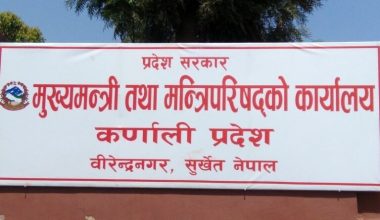 प्रदेश सरकार
मुख्यमन्त्री तथा मन्त्रिपरिषद्को कार्यालय
कर्णाली प्रदेश
वीरेन्द्रनगर, सुर्खेत नेपाल